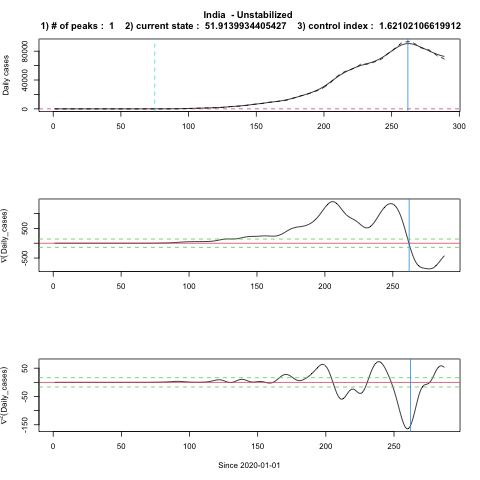 India - Unstabilized
1) # of peaks : 1 2) current state : 51.9139934405427 3) control index : 1.62102106619912
Daily cases
0 40000 80000
0 50 100 150 200 250 300
∇(Daily_cases)
-500 500
0 50 100 150 200 250
∇²(Daily_cases)
-150 -50 0 50
0 50 100 150 200 250
Since 2020-01-01